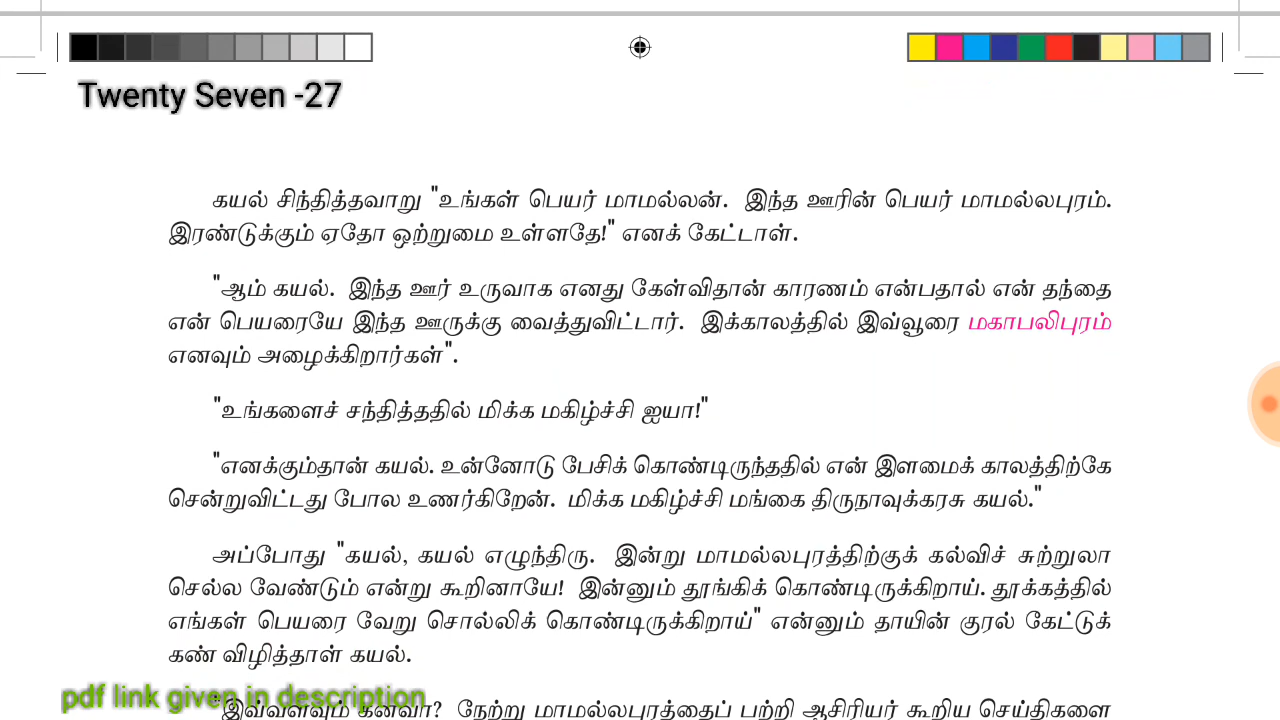 Twenty Seven -27
கயல் சிந்தித்தவாறு "உங்கள் பெயர் மாமல்லன். இந்த ஊரின் பெயர் மாமல்லபுரம்.
இரண்டுக்கும் ஏதோ ஒற்றுமை உள்ளதே!" எனக் கேட்டாள்.
"ஆம் கயல். இந்த ஊர் உருவாக எனது கேள்விதான் காரணம் என்பதால் என் தந்தை
என் பெயரையே இந்த ஊருக்கு வைத்துவிட்டார். இக்காலத்தில் இவ்வூரை மகாபலிபுரம்
எனவும் அழைக்கிறார்கள்".
"உங்களைச் சந்தித்ததில் மிக்க மகிழ்ச்சி ஐயா!"
"எனக்கும்தான் கயல். உன்னோடு பேசிக் கொண்டிருந்ததில் என் இளமைக் காலத்திற்கே
சென்றுவிட்டது போல உணர்கிறேன். மிக்க மகிழ்ச்சி மங்கை திருநாவுக்கரசு கயல்."
அப்போது "கயல், கயல் எழுந்திரு. இன்று மாமல்லபுரத்திற்குக் கல்விச் சுற்றுலா
செல்ல வேண்டும் என்று கூறினாயே! இன்னும் தூங்கிக் கொண்டிருக்கிறாய். தூக்கத்தில்
எங்கள் பெயரை வேறு சொல்லிக் கொண்டிருக்கிறாய்" என்னும் தாயின் குரல் கேட்டுக்
கண் விழித்தாள் கயல்.
"இவ்வளவும் கனவா? நேற்று மாமல்லபுரத்தைப் பற்றி ஆசிரியர் கூறிய செய்திகளை
pdf link given in description